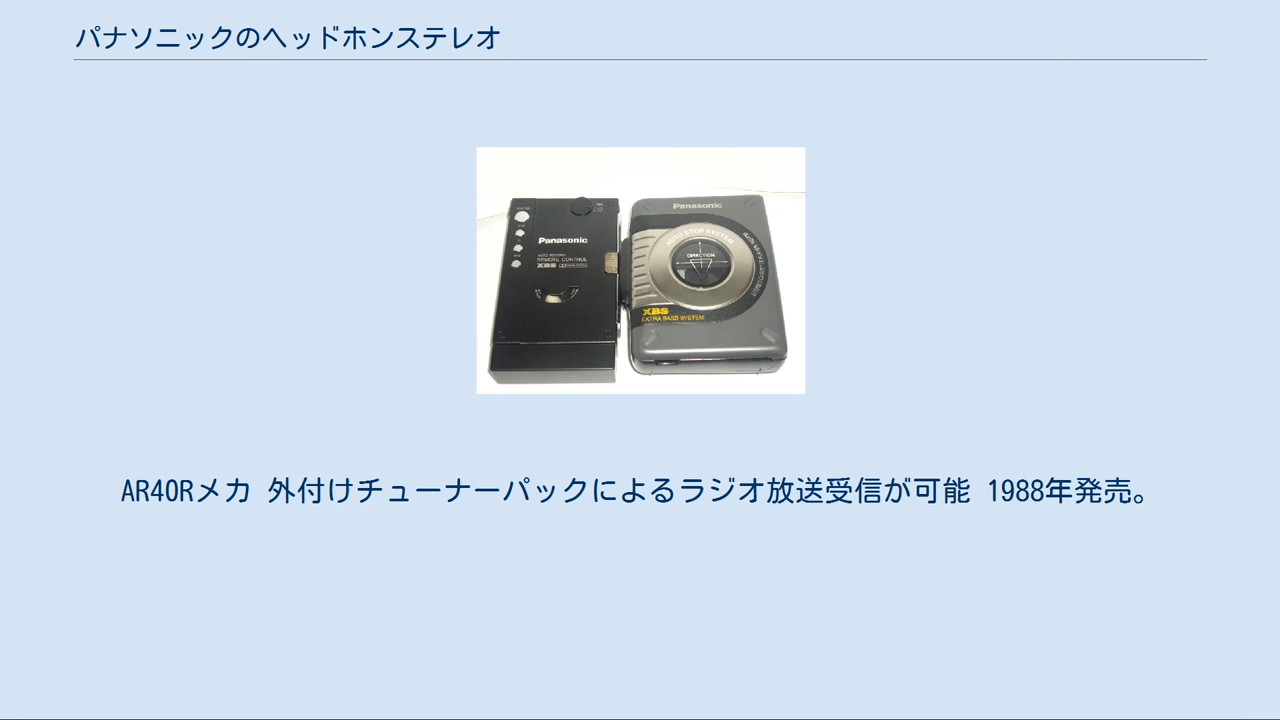 パナソニックのヘッドホンステレオ
Panasonic
REMOTE CONTROL
XBS
Panasonic
AUTO STOP SYSTEM
DIRECTION
XBS
EXTRA BASS SYSTEM
AR40Rメカ 外付けチューナーパックによるラジオ放送受信が可能 1988年発売。